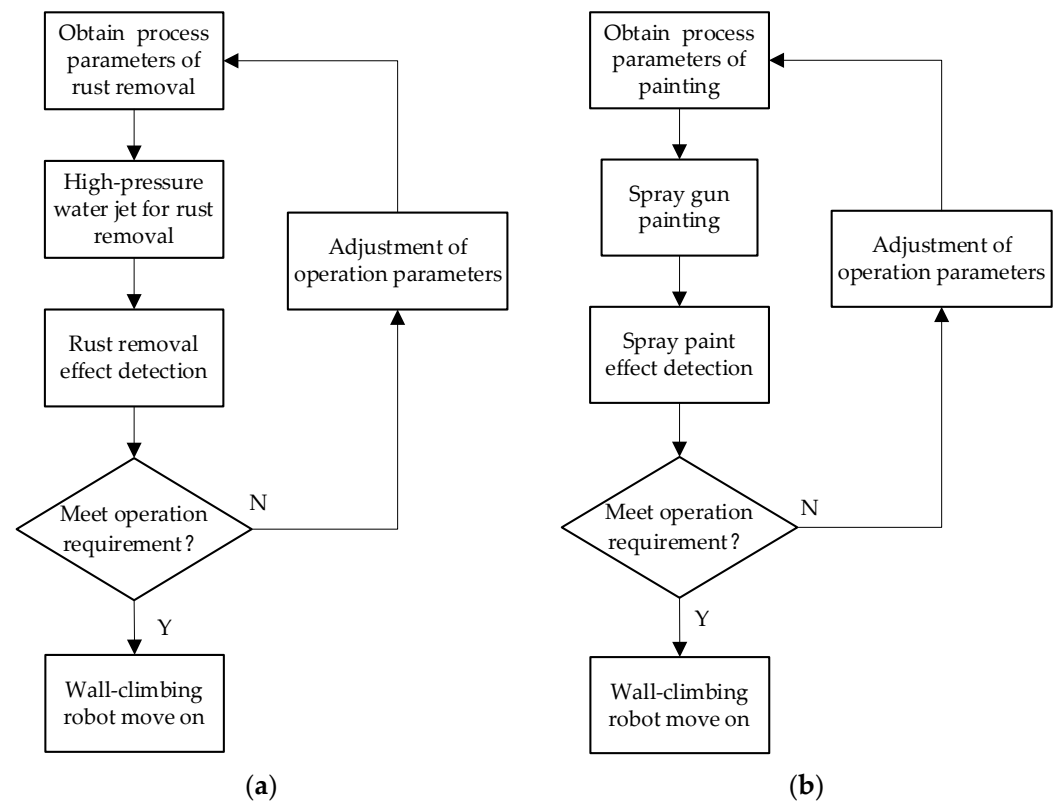 Obtain process
parameters of
rust removal
High-pressure
water jet for rust
removal
Adjustment of
operation parameters
Rust removal
effect detection
Meet operation
requirement?
N
Y
Wall-climbing
robot move on
(a)
Obtain process
parameters of
painting
Spray gun
painting
Adjustment of
operation parameters
Spray paint
effect detection
Meet operation
requirement?
N
Y
Wall-climbing
robot move on
(b)